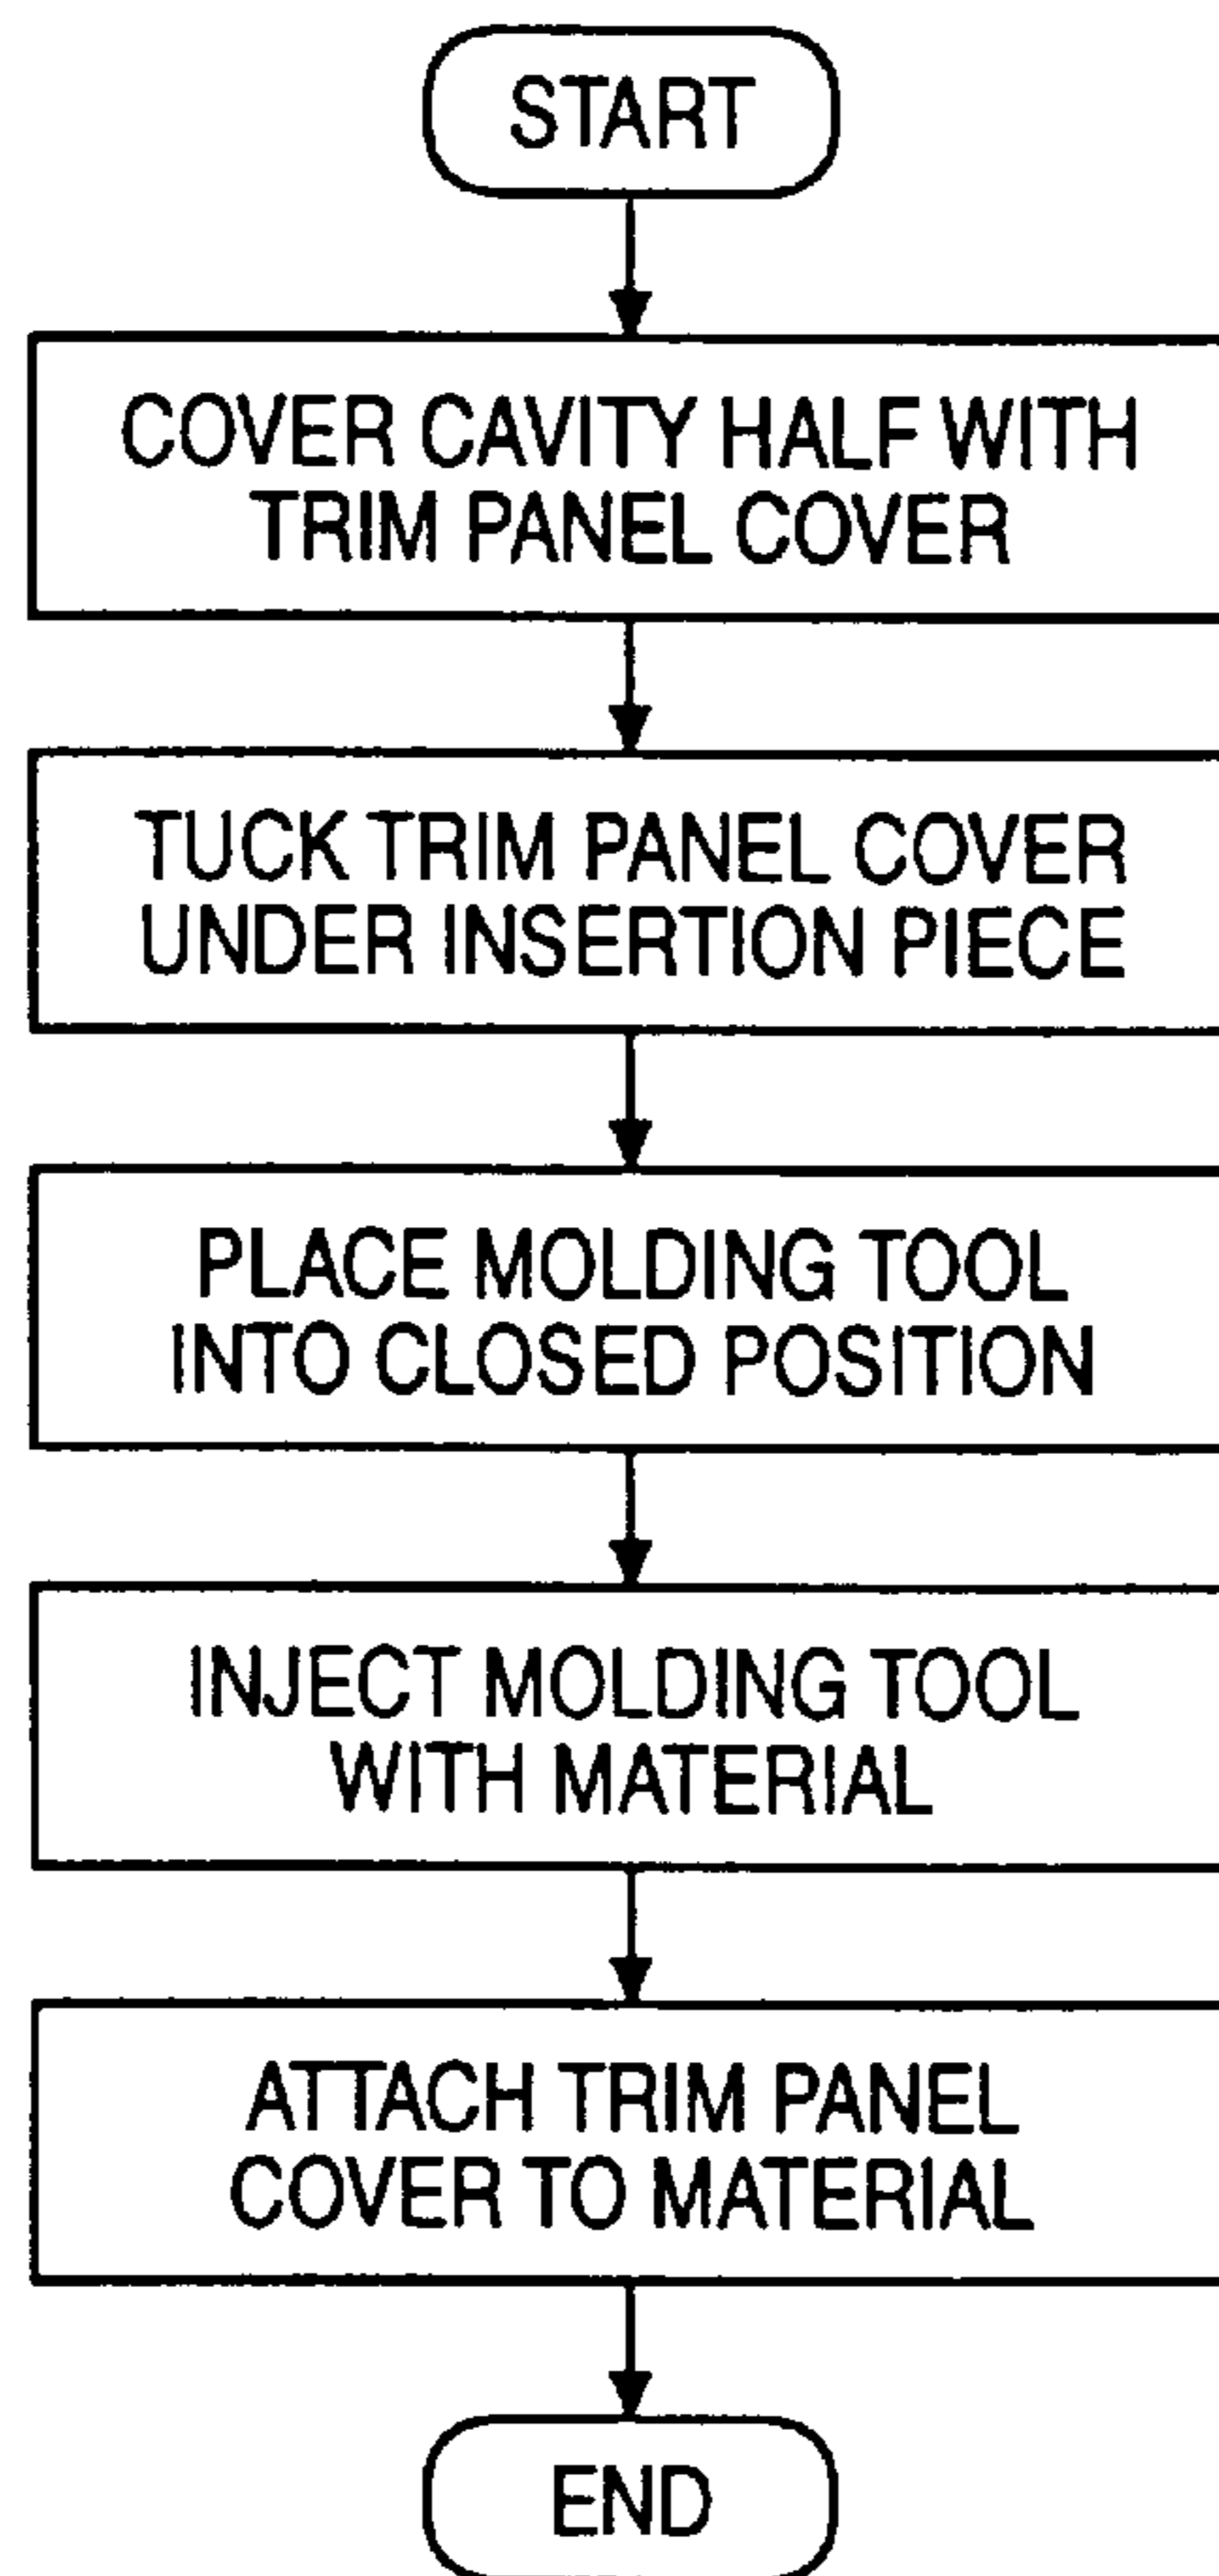 START
COVER CAVITY HALF WITH
TRIM PANEL COVER
TUCK TRIM PANEL COVER
UNDER INSERTION PIECE
PLACE MOLDING TOOL
INTO CLOSED POSITION
INJECT MOLDING TOOL
WITH MATERIAL
ATTACH TRIM PANEL
COVER TO MATERIAL
END